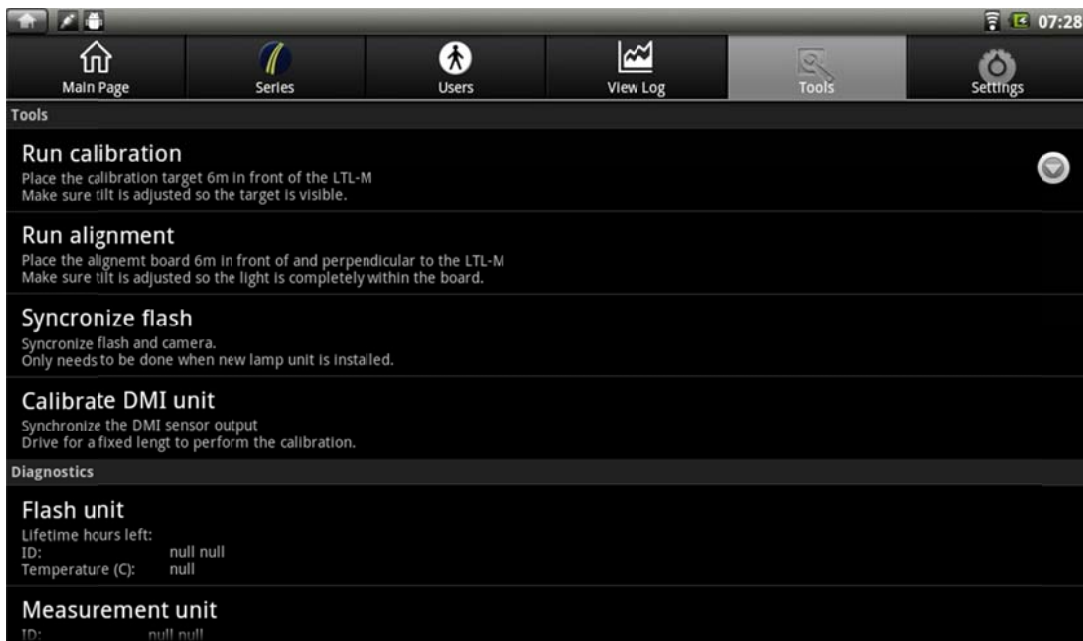 07:28
Main Page
Series
Users
View Log
Tools
Settings
Tools
Run calibration
Place the calibration target 6m in front of the LTL-M
Make sure tilt is adjusted so the target is visible.
Run alignment
Place the alignemt board 6m in front of and perpendicular to the LTL-M
Make sure tilt is adjusted so the light is completely within the board.
Syncronize flash
Syncronize flash and camera.
Only needs to be done when new lamp unit is installed.
Calibrate DMI unit
Synchronize the DMI sensor output
Drive for a fixed lengt to perform the calibration.
Diagnostics
Flash unit
Lifetime hours left:
ID: null null
Temperature (C): null
Measurement unit
ID: null null